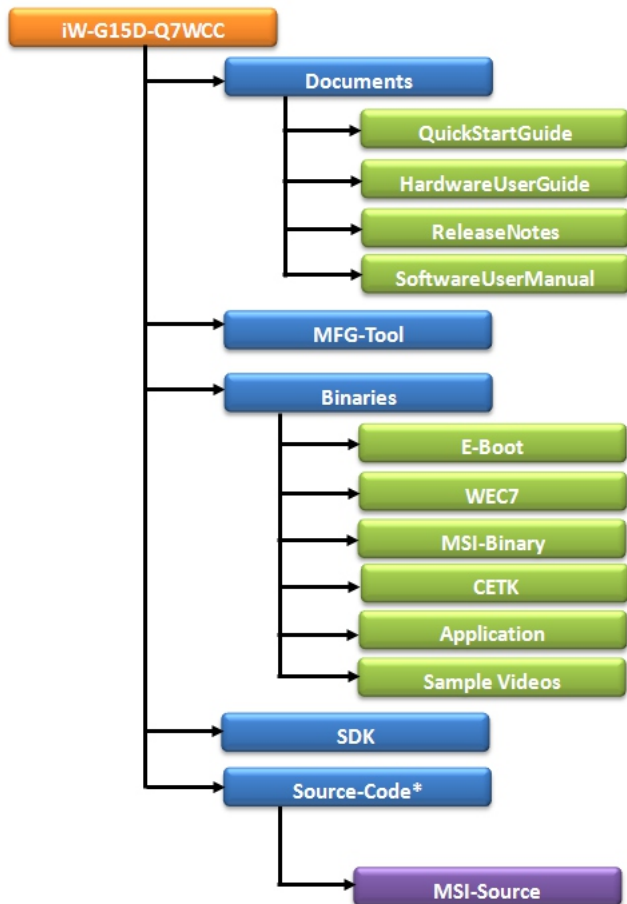 iW-G15D-Q7WCC
Documents
QuickStartGuide
HardwareUserGuide
ReleaseNotes
SoftwareUserManual
MFG-Tool
Binaries
E-Boot
WEC7
MSI-Binary
CETK
Application
Sample Videos
SDK
Source-Code*
MSI-Source